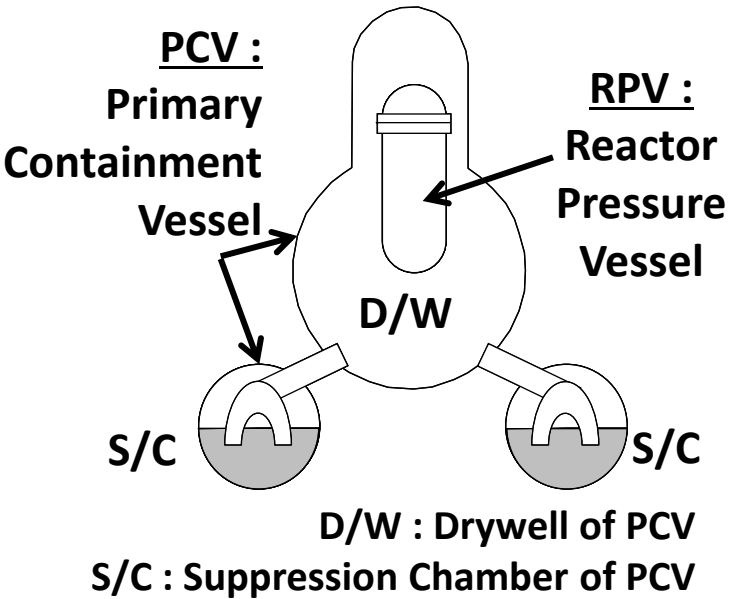 PCV :
Primary
Containment
Vessel
RPV :
Reactor
Pressure
Vessel
D/W
S/C
S/C
D/W : Drywell of PCV
S/C : Suppression Chamber of PCV